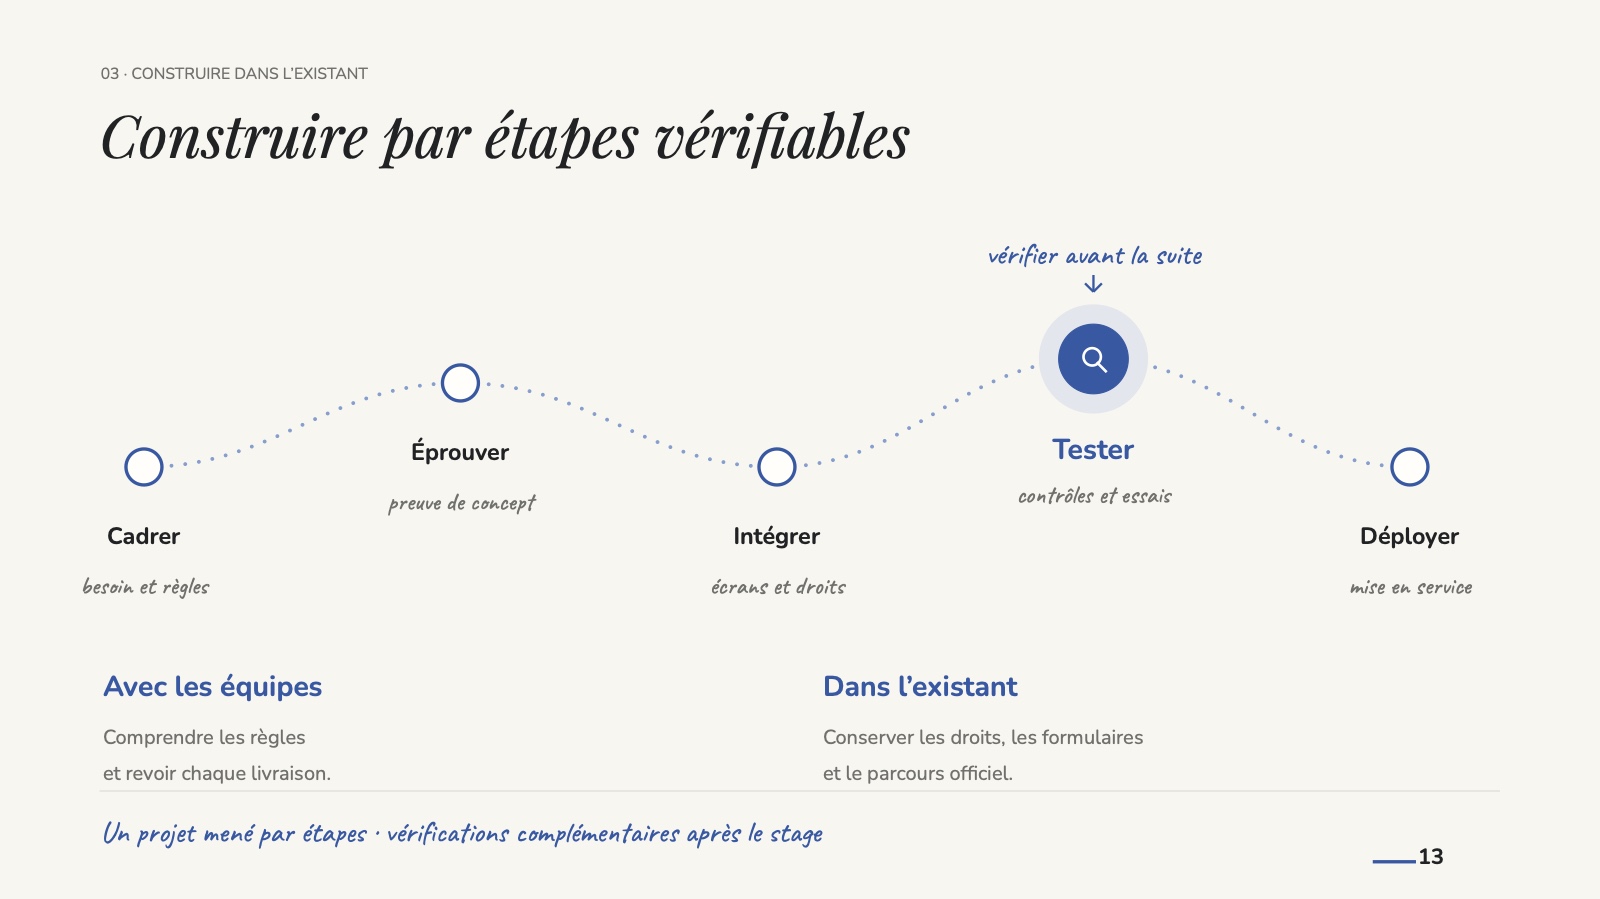 03 · CONSTRUIRE DANS L’EXISTANT
Construire par étapes vérifiables
vérifier avant la suite
Cadrer
besoin et règles
Éprouver
preuve de concept
Intégrer
écrans et droits
Tester
contrôles et essais
Déployer
mise en service
Avec les équipes
Comprendre les règles
et revoir chaque livraison.
Dans l’existant
Conserver les droits, les formulaires
et le parcours officiel.
Un projet mené par étapes · vérifications complémentaires après le stage
13